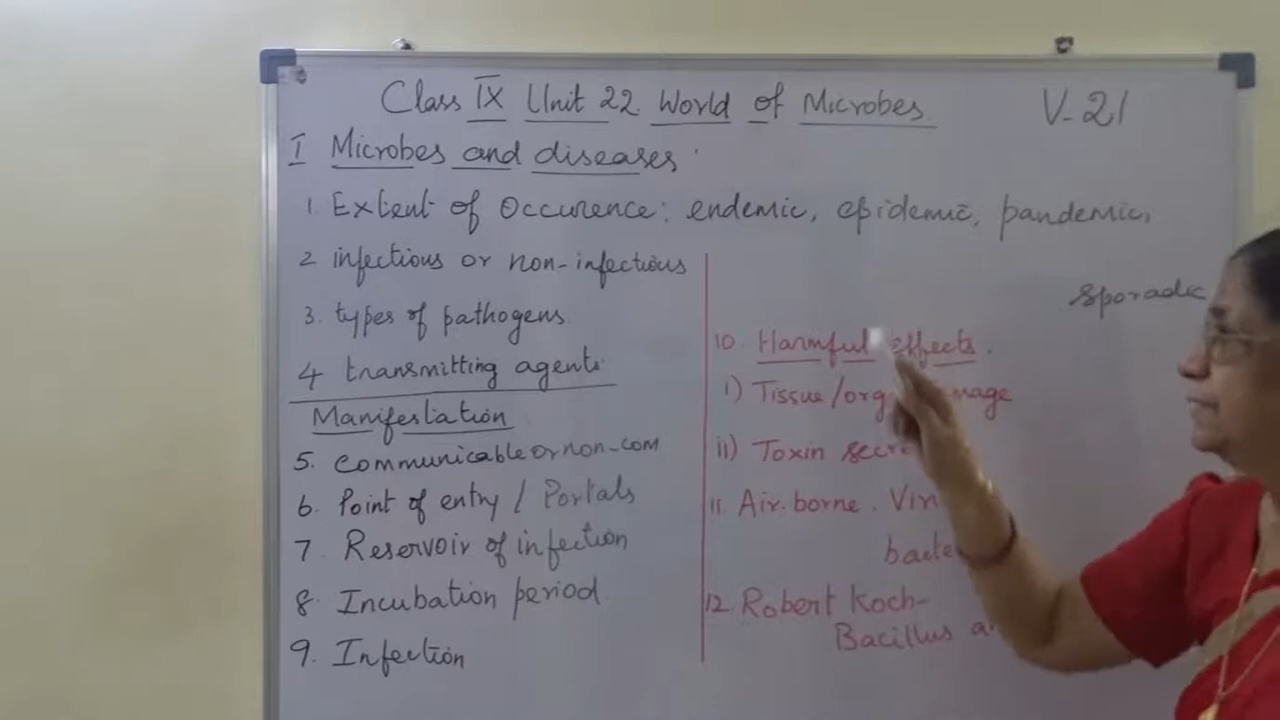 Class IX Unit 22 World of Microbes V-21
I Microbes and diseases
1. Extent of Occurence: endemic, epidemic, pandemic,
sporadic
2 infectious or non-infectious
3. types of pathogens
4 transmitting agents
Manifestation
5. Communicable or non-com
6. Point of entry / Portals
7 Reservoir of infection
8. Incubation period
9. Infection
10. Harmful effects.
i) Tissue/
ii) Toxin
11. Air-borne.
12. Robert Koch-
Bacillus